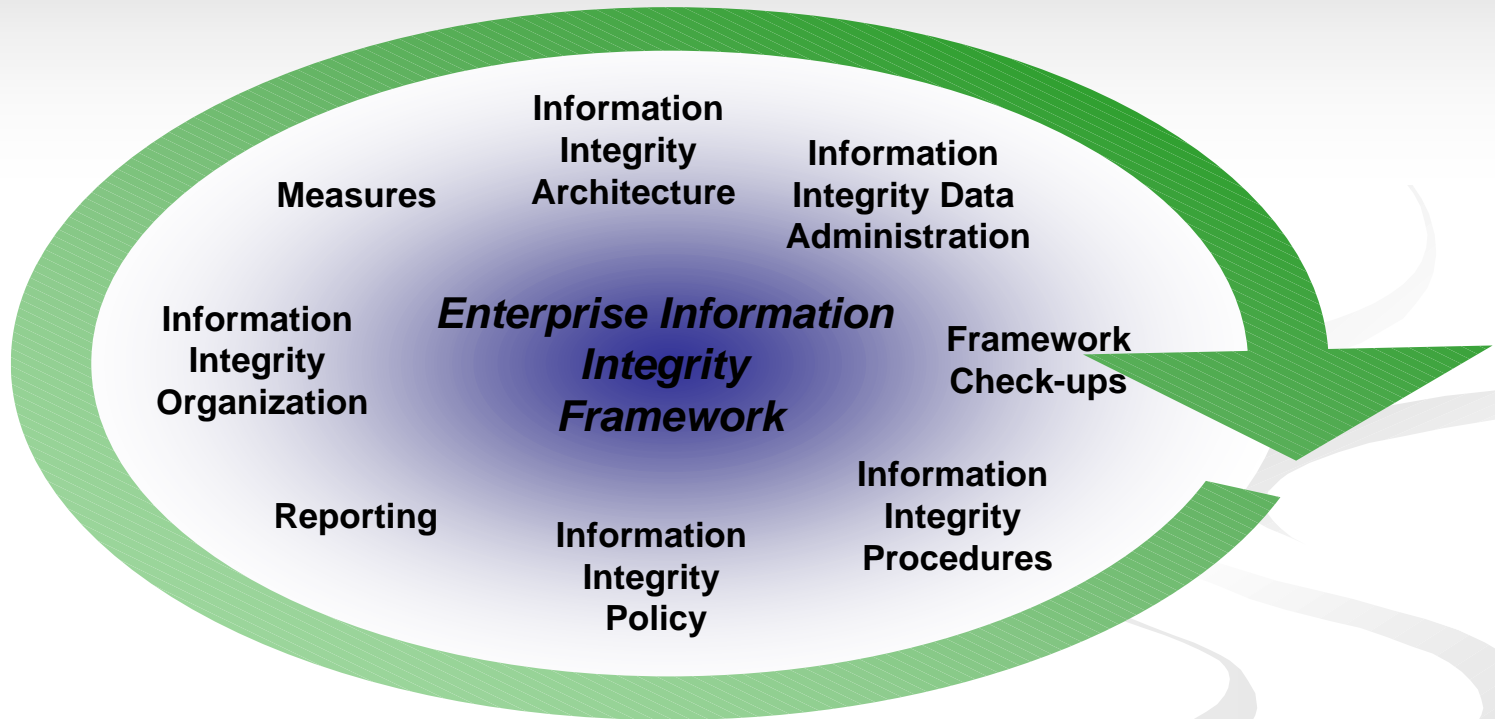 Information
Integrity
Architecture
Information
Integrity Data
Administration
Measures
Enterprise Information
Integrity
Framework
Information
Integrity
Organization
Framework
Check-ups
Information
Integrity
Procedures
Reporting
Information
Integrity
Policy